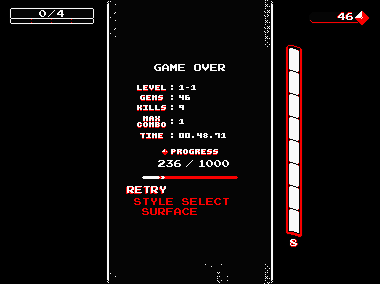 0/4
46
GAME OVER
LEVEL : 1-1
GEMS : 46
KILLS : 9
MAX COMBO : 1
TIME : 00.48.71
PROGRESS
236 / 1000
RETRY
STYLE SELECT
SURFACE
8